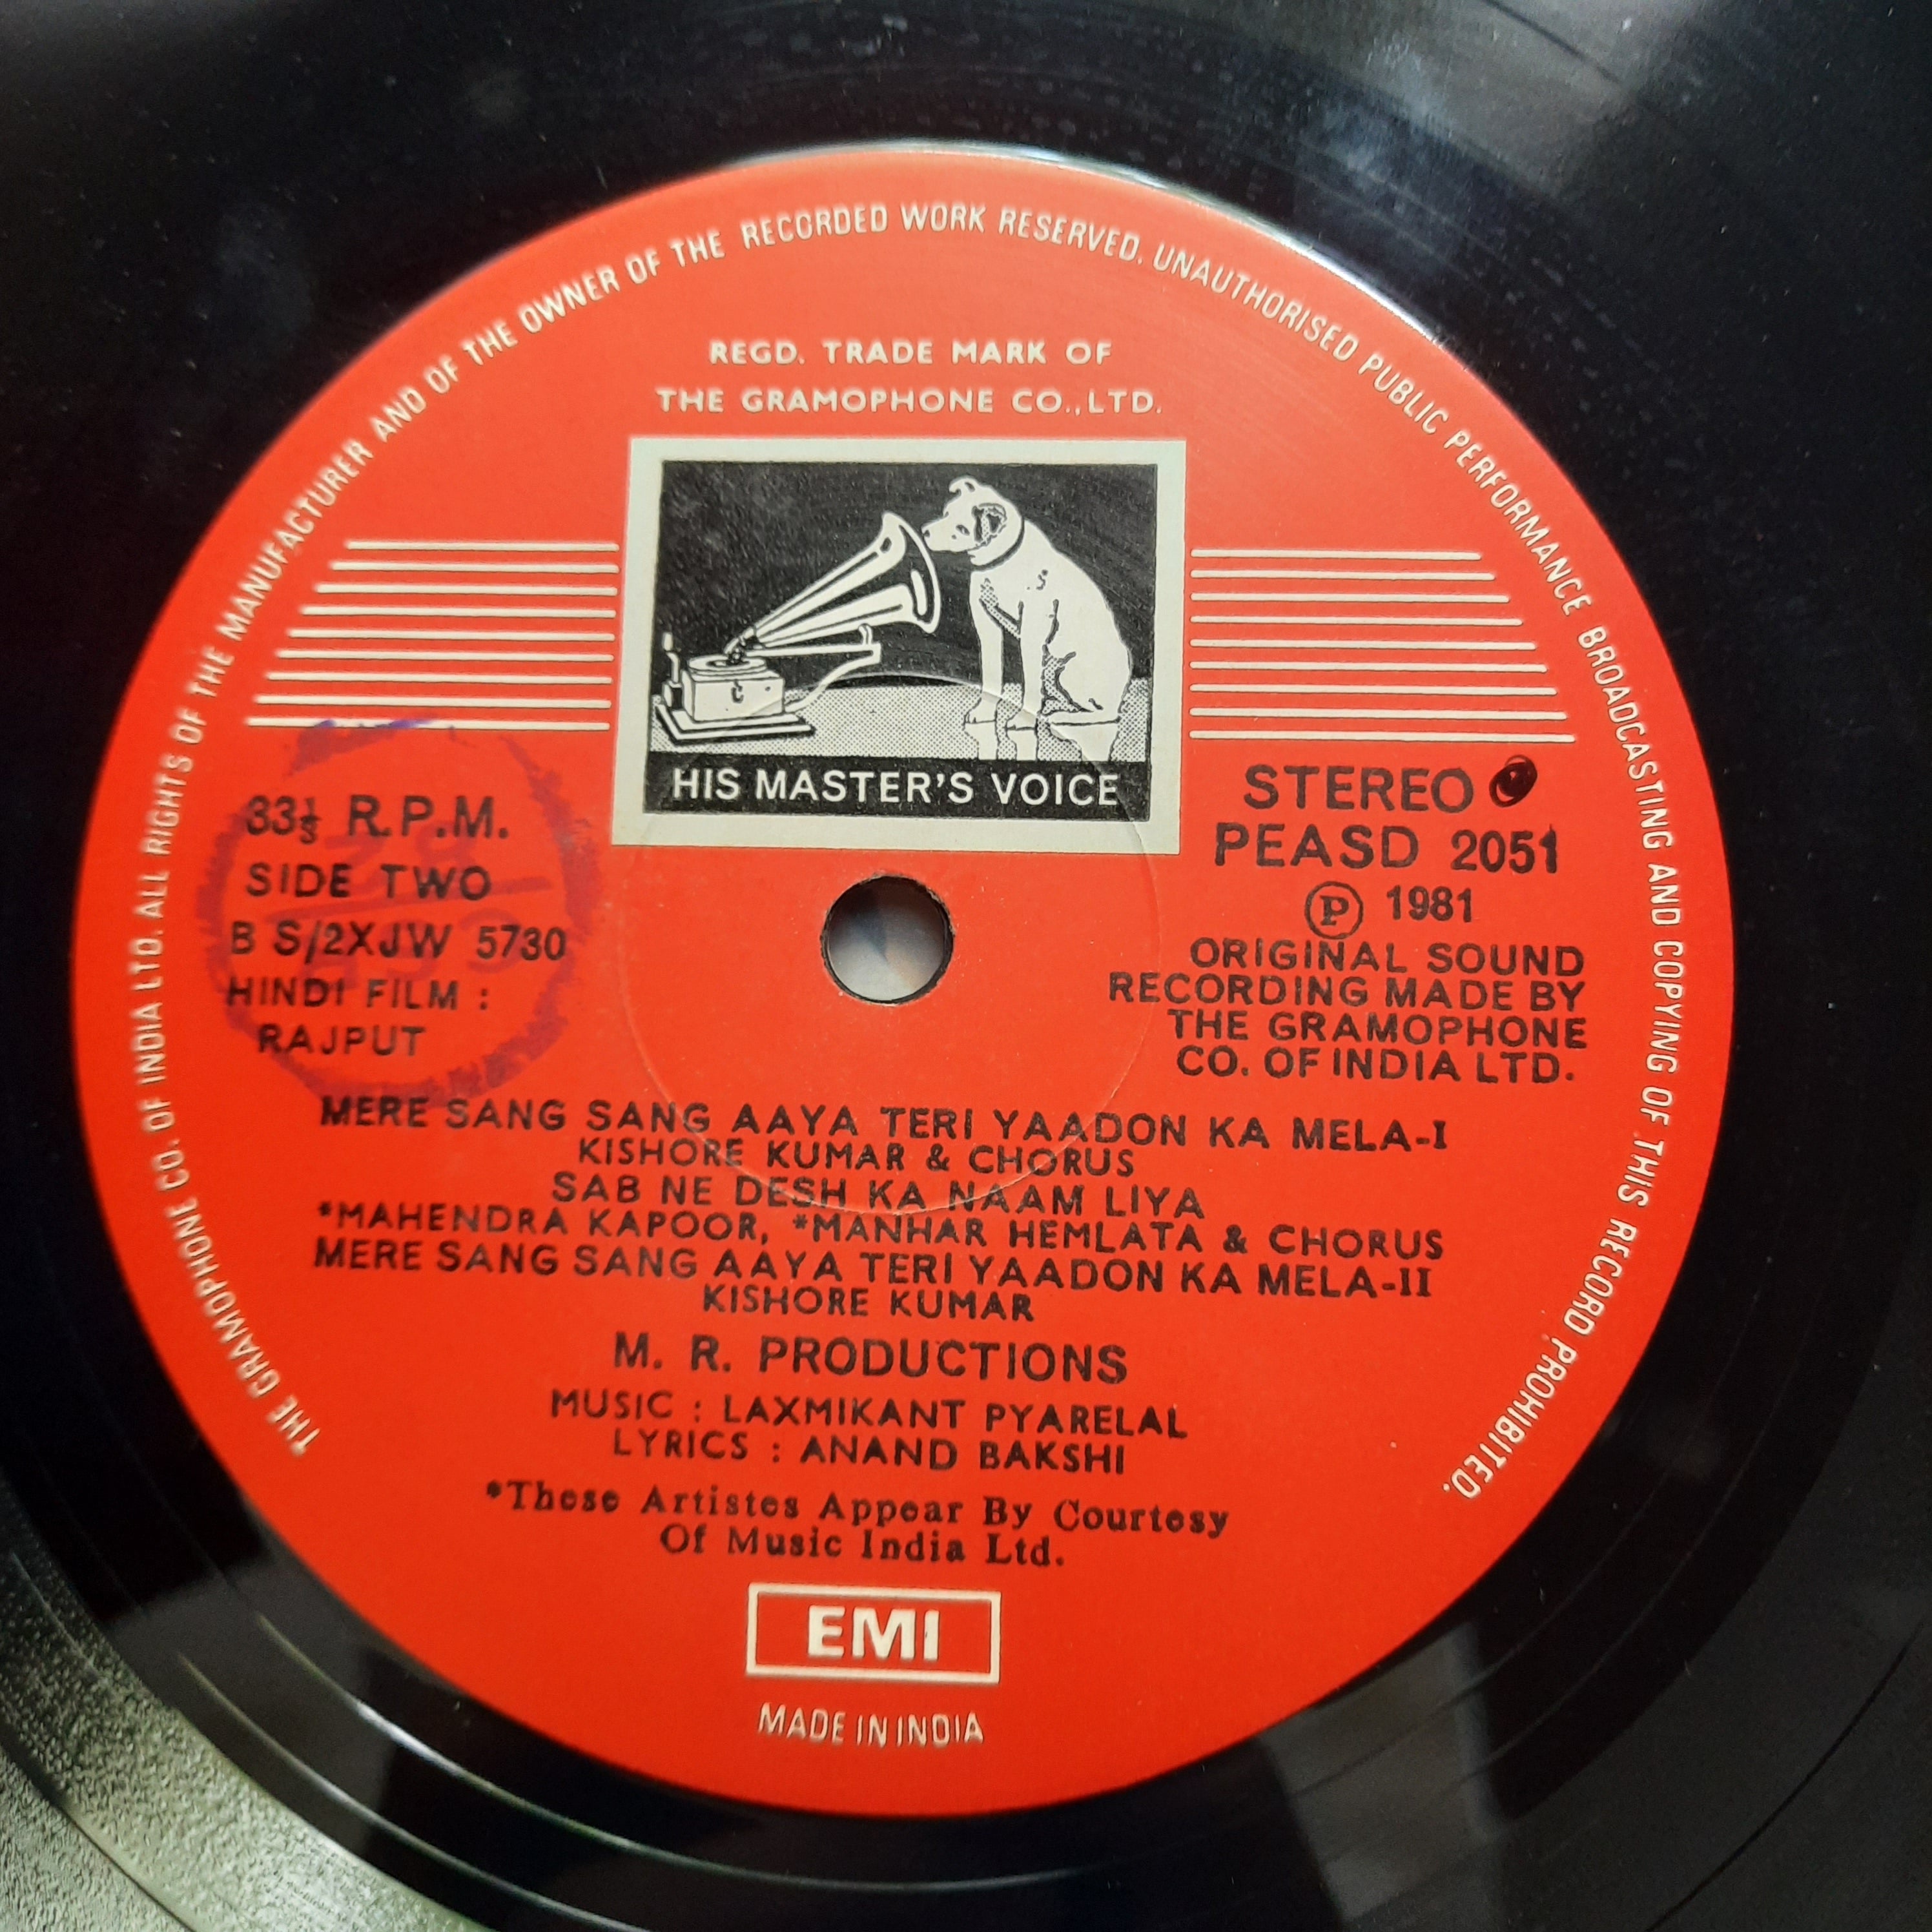 THE GRAMOPHONE CO. OF INDIA LTD. ALL RIGHTS OF THE MANUFACTURER AND OF THE OWNER OF THE RECORDED WORK RESERVED. UNAUTHORISED PUBLIC PERFORMANCE BROADCASTING AND COPYING OF THIS RECORD PROHIBITED.
REGD. TRADE MARK OF
THE GRAMOPHONE CO., LTD.
HIS MASTER'S VOICE
33⅓ R.P.M.
SIDE TWO
B S/2XJW 5730
HINDI FILM :
RAJPUT
STEREO
PEASD 2051
Ⓟ 1981
ORIGINAL SOUND
RECORDING MADE BY
THE GRAMOPHONE
CO. OF INDIA LTD.
MERE SANG SANG AAYA TERI YAADON KA MELA-I
KISHORE KUMAR & CHORUS
SAB NE DESH KA NAAM LIYA
*MAHENDRA KAPOOR, *MANHAR HEMLATA & CHORUS
MERE SANG SANG AAYA TERI YAADON KA MELA-II
KISHORE KUMAR
M. R. PRODUCTIONS
MUSIC : LAXMIKANT PYARELAL
LYRICS : ANAND BAKSHI
*These Artistes Appear By Courtesy
Of Music India Ltd.
EMI
MADE IN INDIA